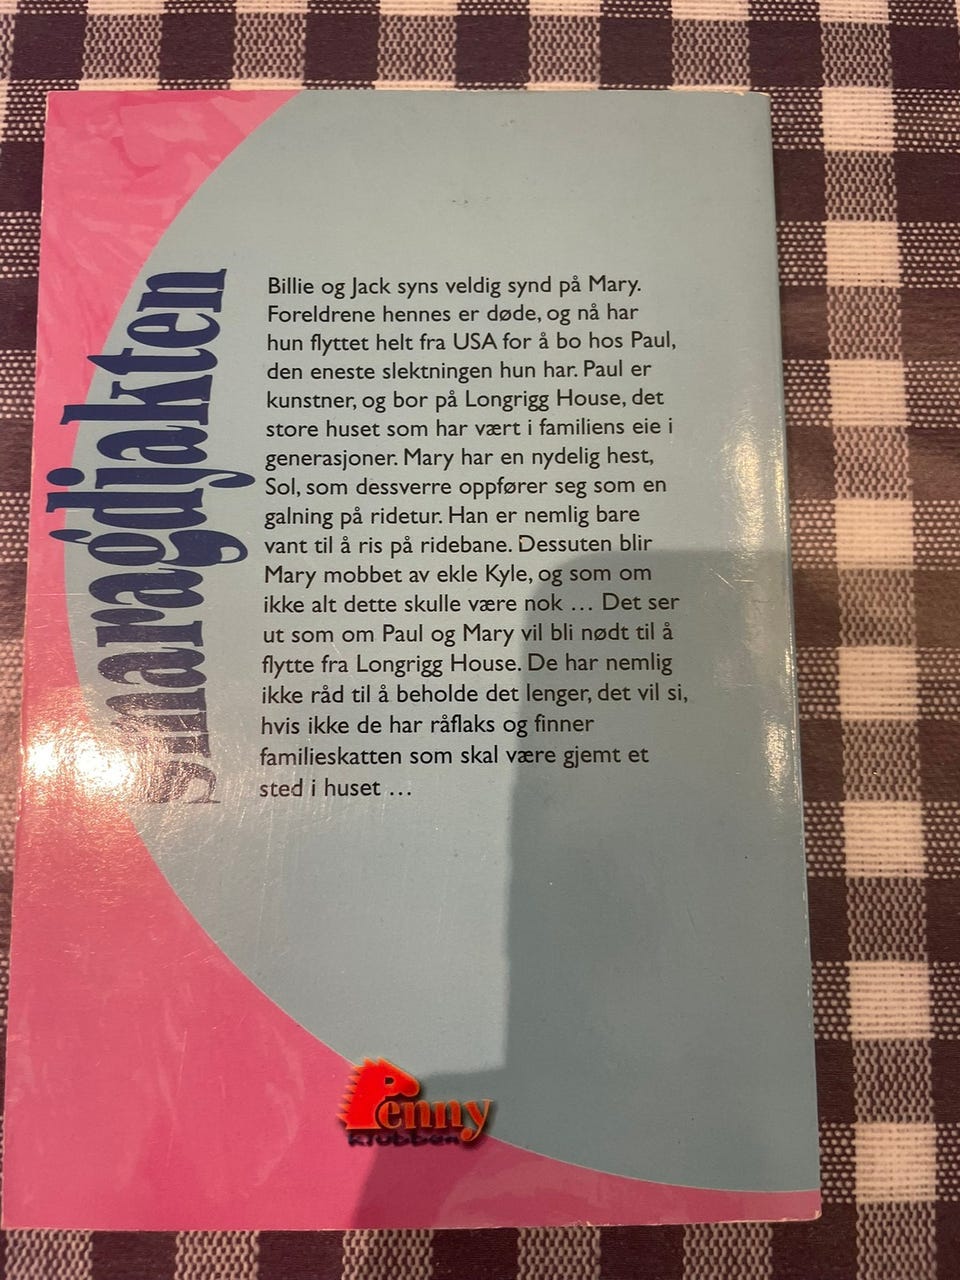 Smaragdjakten
Billie og Jack syns veldig synd på Mary.
Foreldrene hennes er døde, og nå har
hun flyttet helt fra USA for å bo hos Paul,
den eneste slektningen hun har. Paul er
kunstner, og bor på Longrigg House, det
store huset som har vært i familiens eie i
generasjoner. Mary har en nydelig hest,
Sol, som dessverre oppfører seg som en
galning på ridetur. Han er nemlig bare
vant til å ris på ridebane. Dessuten blir
Mary mobbet av ekle Kyle, og som om
ikke alt dette skulle være nok ... Det ser
ut som om Paul og Mary vil bli nødt til å
flytte fra Longrigg House. De har nemlig
ikke råd til å beholde det lenger, det vil si,
hvis ikke de har råflaks og finner
familieskatten som skal være gjemt et
sted i huset ...
Penny
klubben